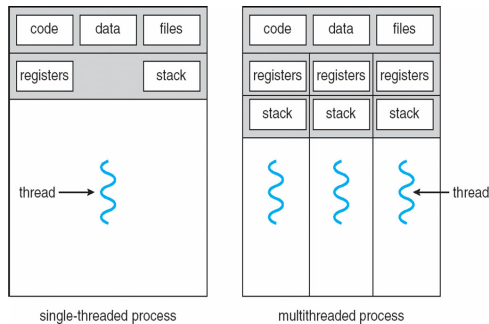 code data files
registers stack
thread
single-threaded process
code data files
registers registers registers
stack stack stack
thread
multithreaded process